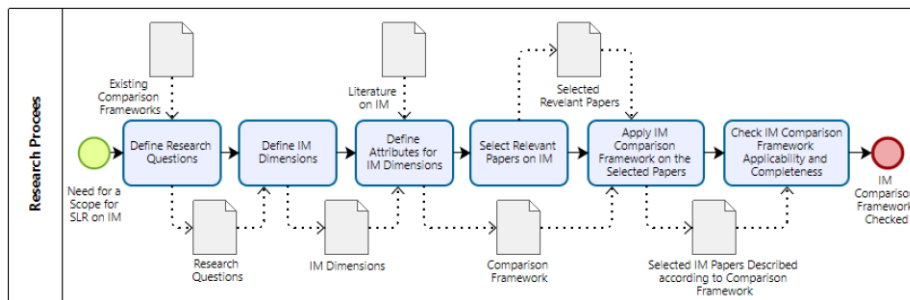 Research Procees
Existing
Comparison
Frameworks
Literature
on IM
Selected
Revelant Papers
Need for a
Scope for
SLR on IM
Define Research
Questions
Define IM
Dimensions
Define
Attributes for
IM Dimensions
Select Relevant
Papers on IM
Apply IM
Comparison
Framework on the
Selected Papers
Check IM Comparison
Framework
Applicability and
Completeness
IM
Comparison
Framework
Checked
Research
Questions
IM Dimensions
Comparison
Framework
Selected IM Papers Described
according to Comparison
Framework